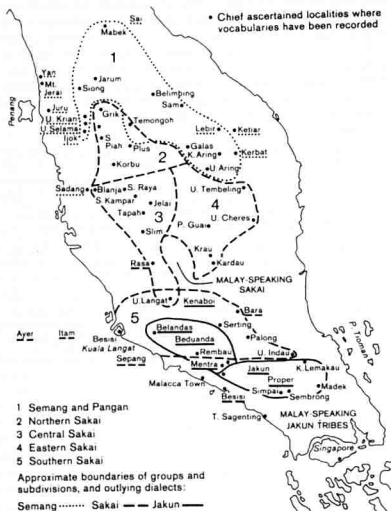 • Chief ascertained localities where
vocabularies have been recorded
Sai
Mabek
1
Yan
Mt.
Jerai
Jarum
Siong
Belimbing
Sam
Penang
Juru
U. Krian
U. Selama
Ijok
Grik
Temongoh
Lebir
Ketiar
S.
Piah
Plus
Galas
K. Aring
Kerbat
Korbu
2
U. Aring
Sadang
Blanja
S. Raya
U. Tembeling
S. Kampar
4
Tapah
3
Jelai
U. Cheres
P. Guai
Slim
Krau
Kardau
Rasa
MALAY-SPEAKING
SAKAI
5
U. Langat
Kenaboi
Bara
P. Tioman
Ayer
Itam
Besisi
Kuala Langat
Belandas
Serting
Beduanda
Palong
Sepang
Rembau
U. Indau
Mentra
Jakun
K. Lemakau
Malacca Town
Besisi
Proper
Simpai
Madek
Sembrong
T. Sagenting
MALAY-SPEAKING
JAKUN TRIBES
Singapore
1 Semang and Pangan
2 Northern Sakai
3 Central Sakai
4 Eastern Sakai
5 Southern Sakai
Approximate boundaries of groups and
subdivisions, and outlying dialects:
Semang Sakai Jakun